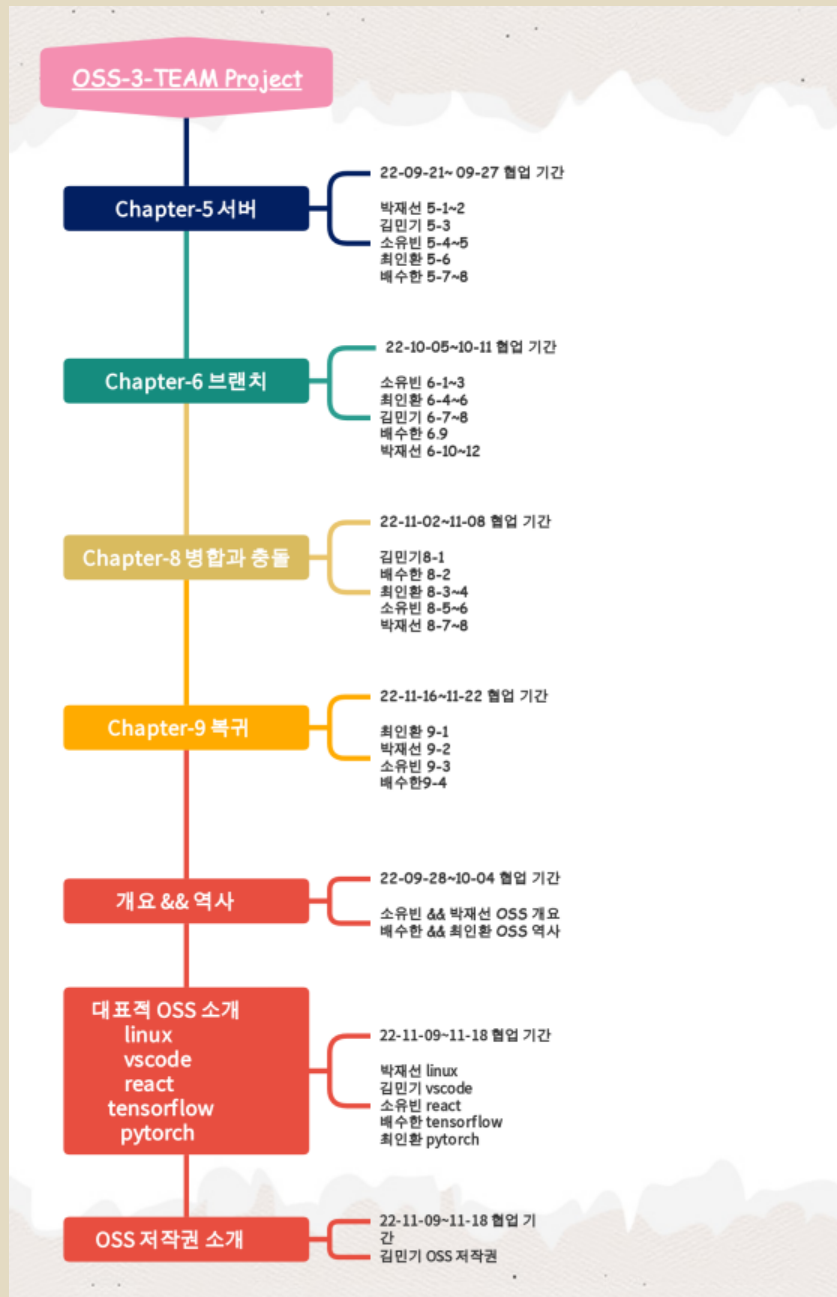 OSS-3-TEAM Project
Chapter-5 서버
22-09-21~ 09-27 협업 기간
박재선 5-1~2
김민기 5-3
소유빈 5-4~5
최인환 5-6
배수한 5-7~8
Chapter-6 브랜치
22-10-05~10-11 협업 기간
소유빈 6-1~3
최인환 6-4~6
김민기 6-7~8
배수한 6.9
박재선 6-10~12
Chapter-8 병합과 충돌
22-11-02~11-08 협업 기간
김민기8-1
배수한 8-2
최인환 8-3~4
소유빈 8-5~6
박재선 8-7~8
Chapter-9 복귀
22-11-16~11-22 협업 기간
최인환 9-1
박재선 9-2
소유빈 9-3
배수한9-4
개요 && 역사
22-09-28~10-04 협업 기간
소유빈 && 박재선 OSS 개요
배수한 && 최인환 OSS 역사
대표적 OSS 소개
linux
vscode
react
tensorflow
pytorch
22-11-09~11-18 협업 기간
박재선 linux
김민기 vscode
소유빈 react
배수한 tensorflow
최인환 pytorch
OSS 저작권 소개
22-11-09~11-18 협업 기
간
김민기 OSS 저작권